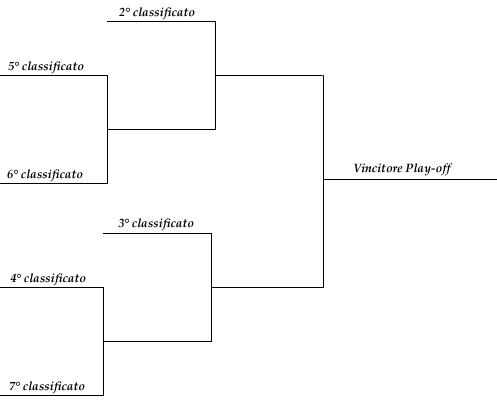 2° classificato
5° classificato
6° classificato
Vincitore Play-off
3° classificato
4° classificato
7° classificato